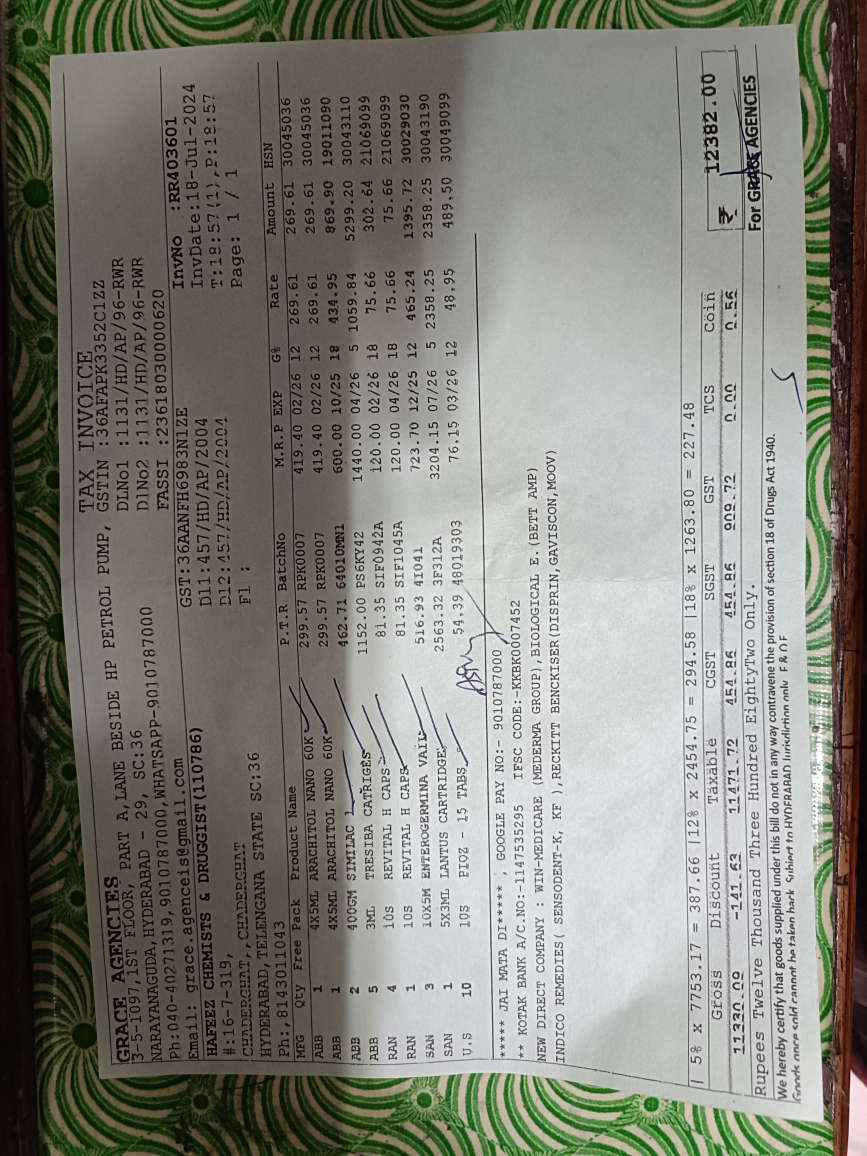 TAX INVOICE
GRACE AGENCIES
3-5-1097,1ST FLOOR, PART A,LANE BESIDE HP PETROL PUMP, GSTIN :36AFAPK3352C1ZZ
NARAYANAGUDA,HYDERABAD - 29, SC:36 DLNo1 :1131/HD/AP/96-RWR
Ph:040-40271319,9010787000,WHATSAPP-9010787000 DlNo2 :1131/HD/AP/96-RWR
Email: grace.agenceis@gmail.com FASSI :23618030000620
HAFEEZ CHEMISTS & DRUGGIST(110786) GST:36AANFH6983N1ZE InvNo :RR403601
#:16-7-319, Dl1:457/HD/AP/2004 InvDate:18-Jul-2024
CHADERGHAT,,CHADERGHAT Dl2:457/HD/AP/2004 T:18:57(1),P:18:57
HYDERABAD,TELENGANA STATE SC:36 Fl : Page: 1 / 1
Ph:,8143011043
MFG Qty Free Pack Product Name P.T.R BatchNo M.R.P EXP G% Rate Amount HSN
ABB 1 4X5ML ARACHITOL NANO 60K 299.57 RPK0007 419.40 02/26 12 269.61 269.61 30045036
ABB 1 4X5ML ARACHITOL NANO 60K 299.57 RPK0007 419.40 02/26 12 269.61 269.61 30045036
ABB 2 400GM SIMILAC 1 462.71 64010MN1 600.00 10/25 18 434.95 869.90 19011090
ABB 5 3ML TRESIBA CATRIGES 1152.00 PS6KY42 1440.00 04/26 5 1059.84 5299.20 30043110
RAN 4 10S REVITAL H CAPS 81.35 SIF0942A 120.00 02/26 18 75.66 302.64 21069099
RAN 1 10S REVITAL H CAPS 81.35 SIF1045A 120.00 04/26 18 75.66 75.66 21069099
SAN 3 10X5M ENTEROGERMINA VAIL 516.93 4I041 723.70 12/25 12 465.24 1395.72 30029030
SAN 1 5X3ML LANTUS CARTRIDGE 2563.32 3F312A 3204.15 07/26 5 2358.25 2358.25 30043190
U.S 10 10S PIOZ - 15 TABS 54.39 48019303 76.15 03/26 12 48.95 489.50 30049099
***** JAI MATA DI***** , GOOGLE PAY NO:- 9010787000
** KOTAK BANK A/C.NO:-1147535295 IFSC CODE:-KKBK0007452
NEW DIRECT COMPANY : WIN-MEDICARE (MEDERMA GROUP),BIOLOGICAL E.(BETT AMP)
INDICO REMEDIES( SENSODENT-K, KF ),RECKITT BENCKISER(DISPRIN,GAVISCON,MOOV)
| 5% x 7753.17 = 387.66 |12% x 2454.75 = 294.58 |18% x 1263.80 = 227.48
Gross Discount Taxable CGST SGST GST TCS Coin
11330.09 -141.63 11471.72 454.86 454.86 909.72 0.00 0.56 ₹ 12382.00
Rupees Twelve Thousand Three Hundred EightyTwo Only.
We hereby certify that goods supplied under this bill do not in any way contravene the provision of section 18 of Drugs Act 1940. For GRACE AGENCIES
Goods once sold cannot be taken back Subject to HYDERABAD Jurisdiction only E & O E